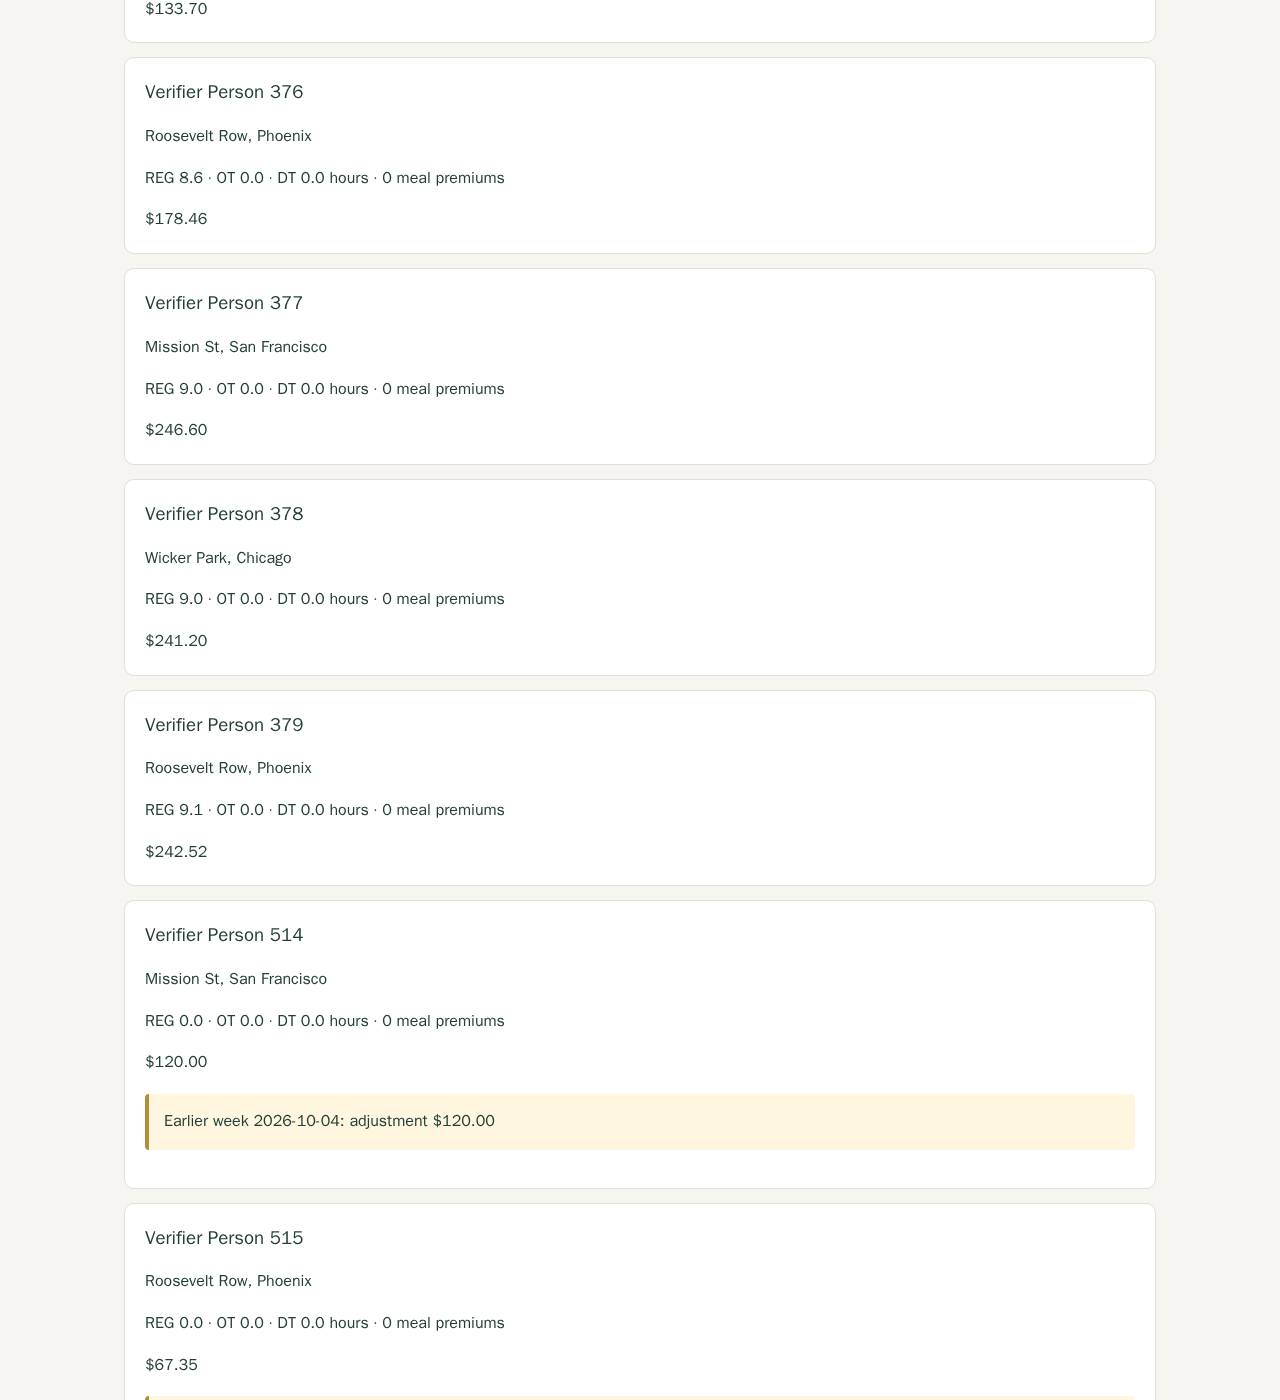 $133.70
Verifier Person 376
Roosevelt Row, Phoenix
REG 8.6 · OT 0.0 · DT 0.0 hours · 0 meal premiums
$178.46
Verifier Person 377
Mission St, San Francisco
REG 9.0 · OT 0.0 · DT 0.0 hours · 0 meal premiums
$246.60
Verifier Person 378
Wicker Park, Chicago
REG 9.0 · OT 0.0 · DT 0.0 hours · 0 meal premiums
$241.20
Verifier Person 379
Roosevelt Row, Phoenix
REG 9.1 · OT 0.0 · DT 0.0 hours · 0 meal premiums
$242.52
Verifier Person 514
Mission St, San Francisco
REG 0.0 · OT 0.0 · DT 0.0 hours · 0 meal premiums
$120.00
Earlier week 2026-10-04: adjustment $120.00
Verifier Person 515
Roosevelt Row, Phoenix
REG 0.0 · OT 0.0 · DT 0.0 hours · 0 meal premiums
$67.35